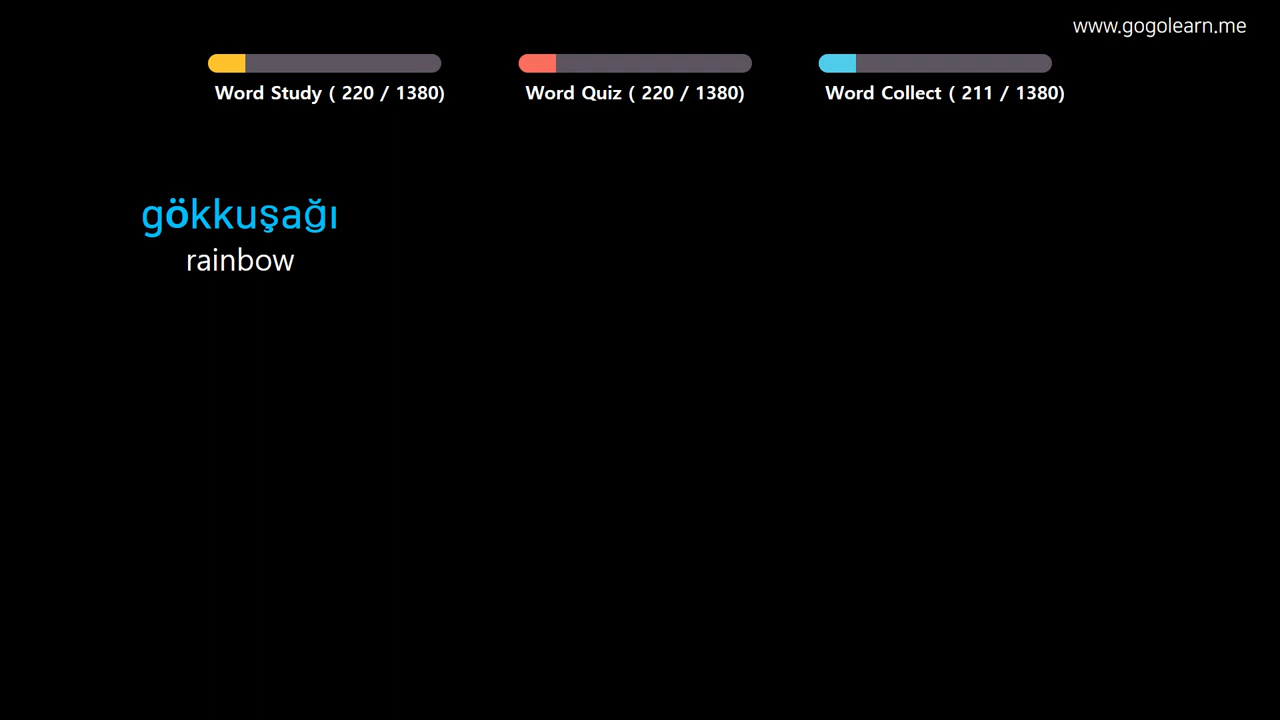 www.gogolearn.me
Word Study ( 220 / 1380)
Word Quiz ( 220 / 1380)
Word Collect ( 211 / 1380)
gökkuşağı
rainbow